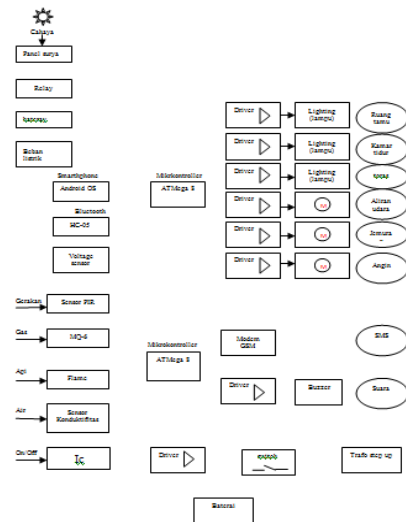 Cahaya
Panel surya
Relay
Beban
listrik
Smarthphone
Android OS
Bluetooth
HC-05
Voltage
sensor
Mikrokontroller
ATMega 8
Driver
Lighting
(lampu)
Ruang
tamu
Driver
Lighting
(lampu)
Kamar
tidur
Driver
Lighting
(lampu)
Driver
M
Aliran
udara
Driver
M
Jemura
n
Driver
M
Angin
Gerakan
Sensor PIR
Gas
MQ-6
Api
Flame
Air
Sensor
Konduktifitas
On/Off
Mikrokontroller
ATMega 8
Modem
GSM
SMS
Driver
Buzzer
Suara
Driver
Trafo step up
Baterai